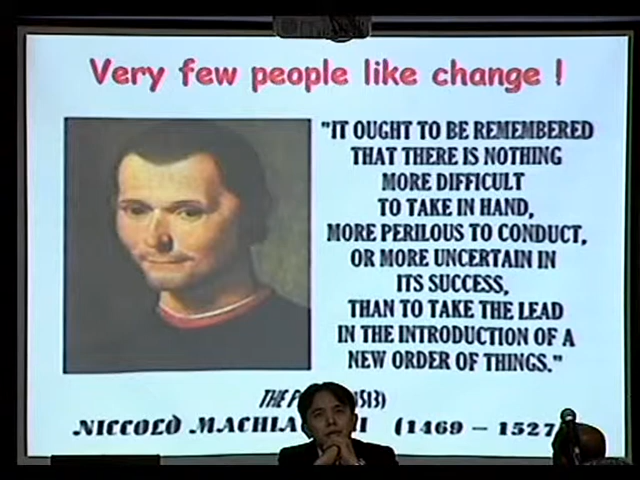 Very few people like change !
"IT OUGHT TO BE REMEMBERED
THAT THERE IS NOTHING
MORE DIFFICULT
TO TAKE IN HAND,
MORE PERILOUS TO CONDUCT,
OR MORE UNCERTAIN IN
ITS SUCCESS,
THAN TO TAKE THE LEAD
IN THE INTRODUCTION OF A
NEW ORDER OF THINGS."
THE 1513)
NICCOLÒ (1469 – 1527